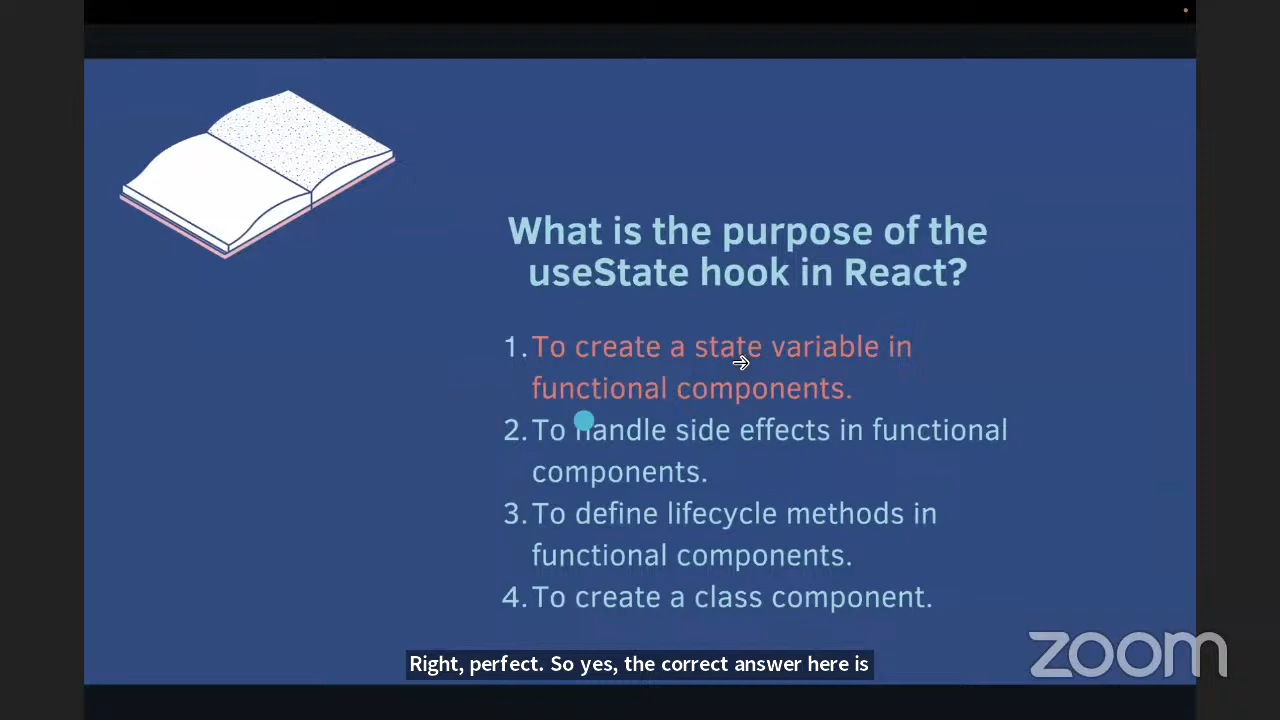 What is the purpose of the
useState hook in React?
1. To create a state variable in
functional components.
2. To handle side effects in functional
components.
3. To define lifecycle methods in
functional components.
4. To create a class component.
Right, perfect. So yes, the correct answer here is
zoom